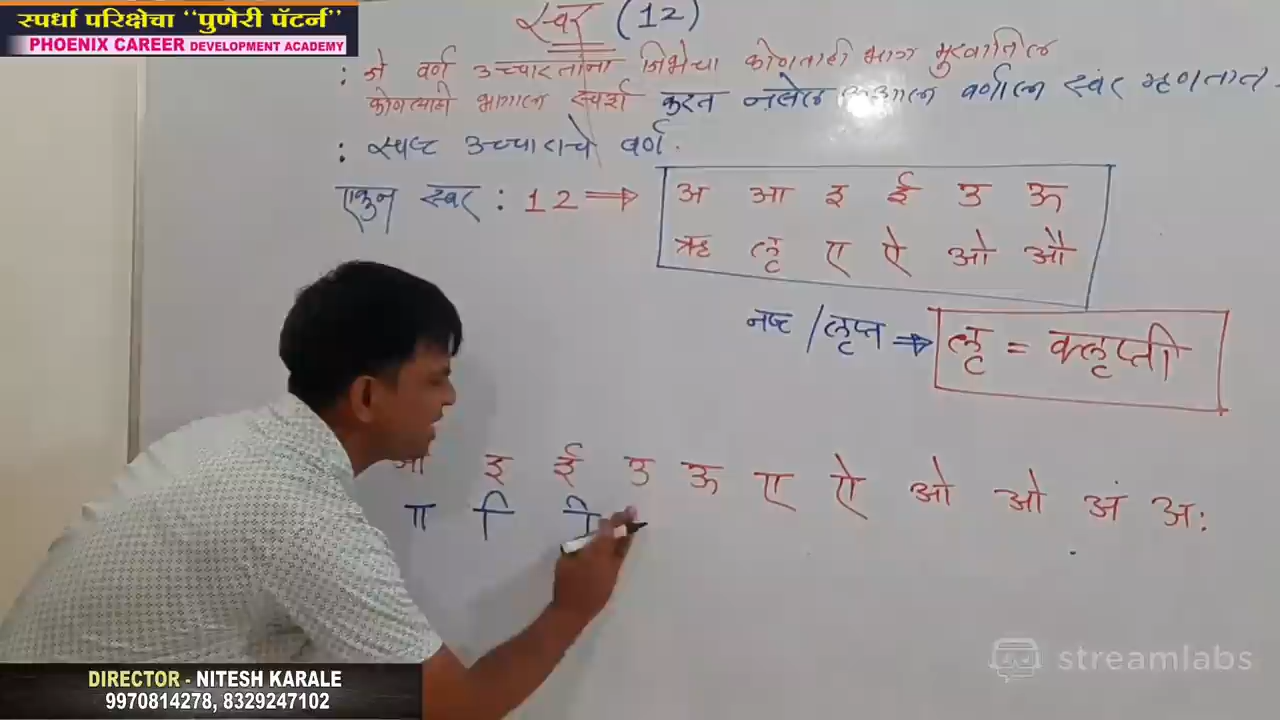 स्पर्धा परिक्षेचा "पुणेरी पॅटर्न"
PHOENIX CAREER DEVELOPMENT ACADEMY
स्वर (12)
: जे वर्ण उच्चारतांना जिभेचा कोणताही भाग मुखातिल
कोणत्याही भागाला स्पर्श करत नसेल वर्णाला स्वर म्हणतात.
: स्पष्ट उच्चाराचे वर्ण.
एकुन स्वर : 12 ⇒ अ आ इ ई उ ऊ
ऋ ऌ ए ऐ ओ औ
नष्ट / लृप्त ⇒ ऌ = क्लृप्ती
आ इ ई उ ऊ ए ऐ ओ ओ अं अः
ा ि ी
streamlabs
DIRECTOR - NITESH KARALE
9970814278, 8329247102